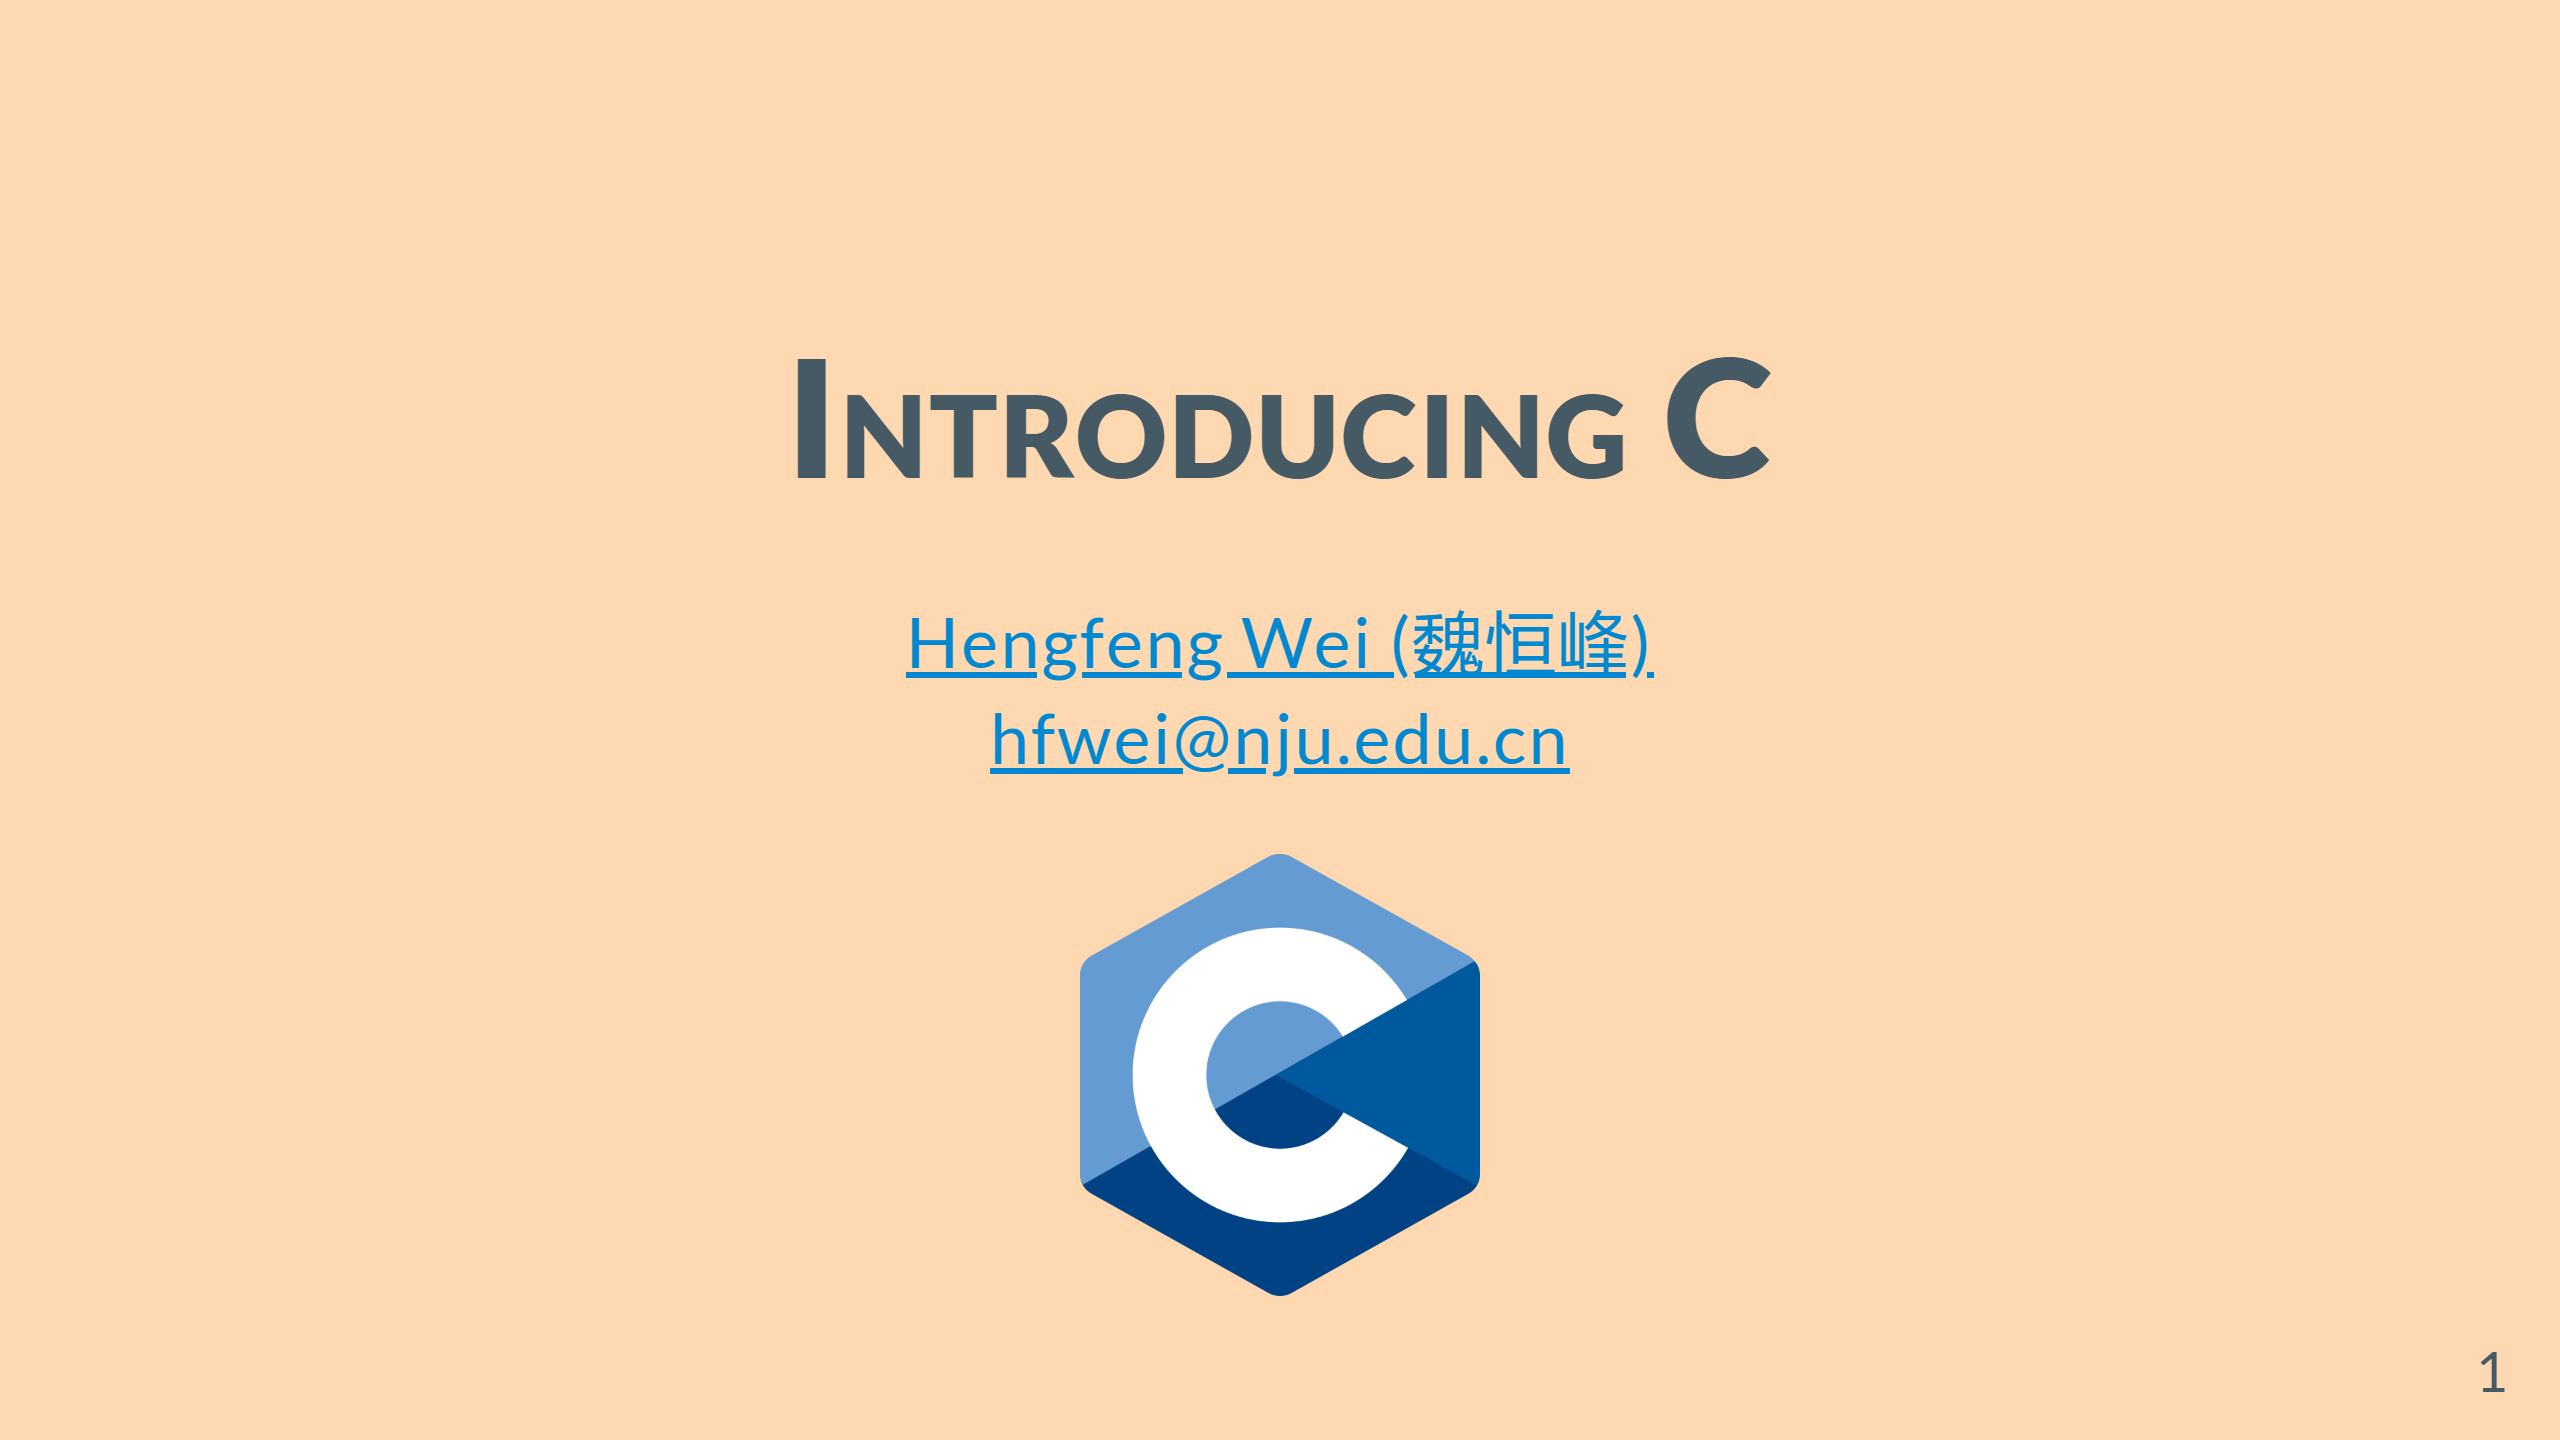 INTRODUCING C
Hengfeng Wei (魏恒峰)
hfwei@nju.edu.cn
C
1